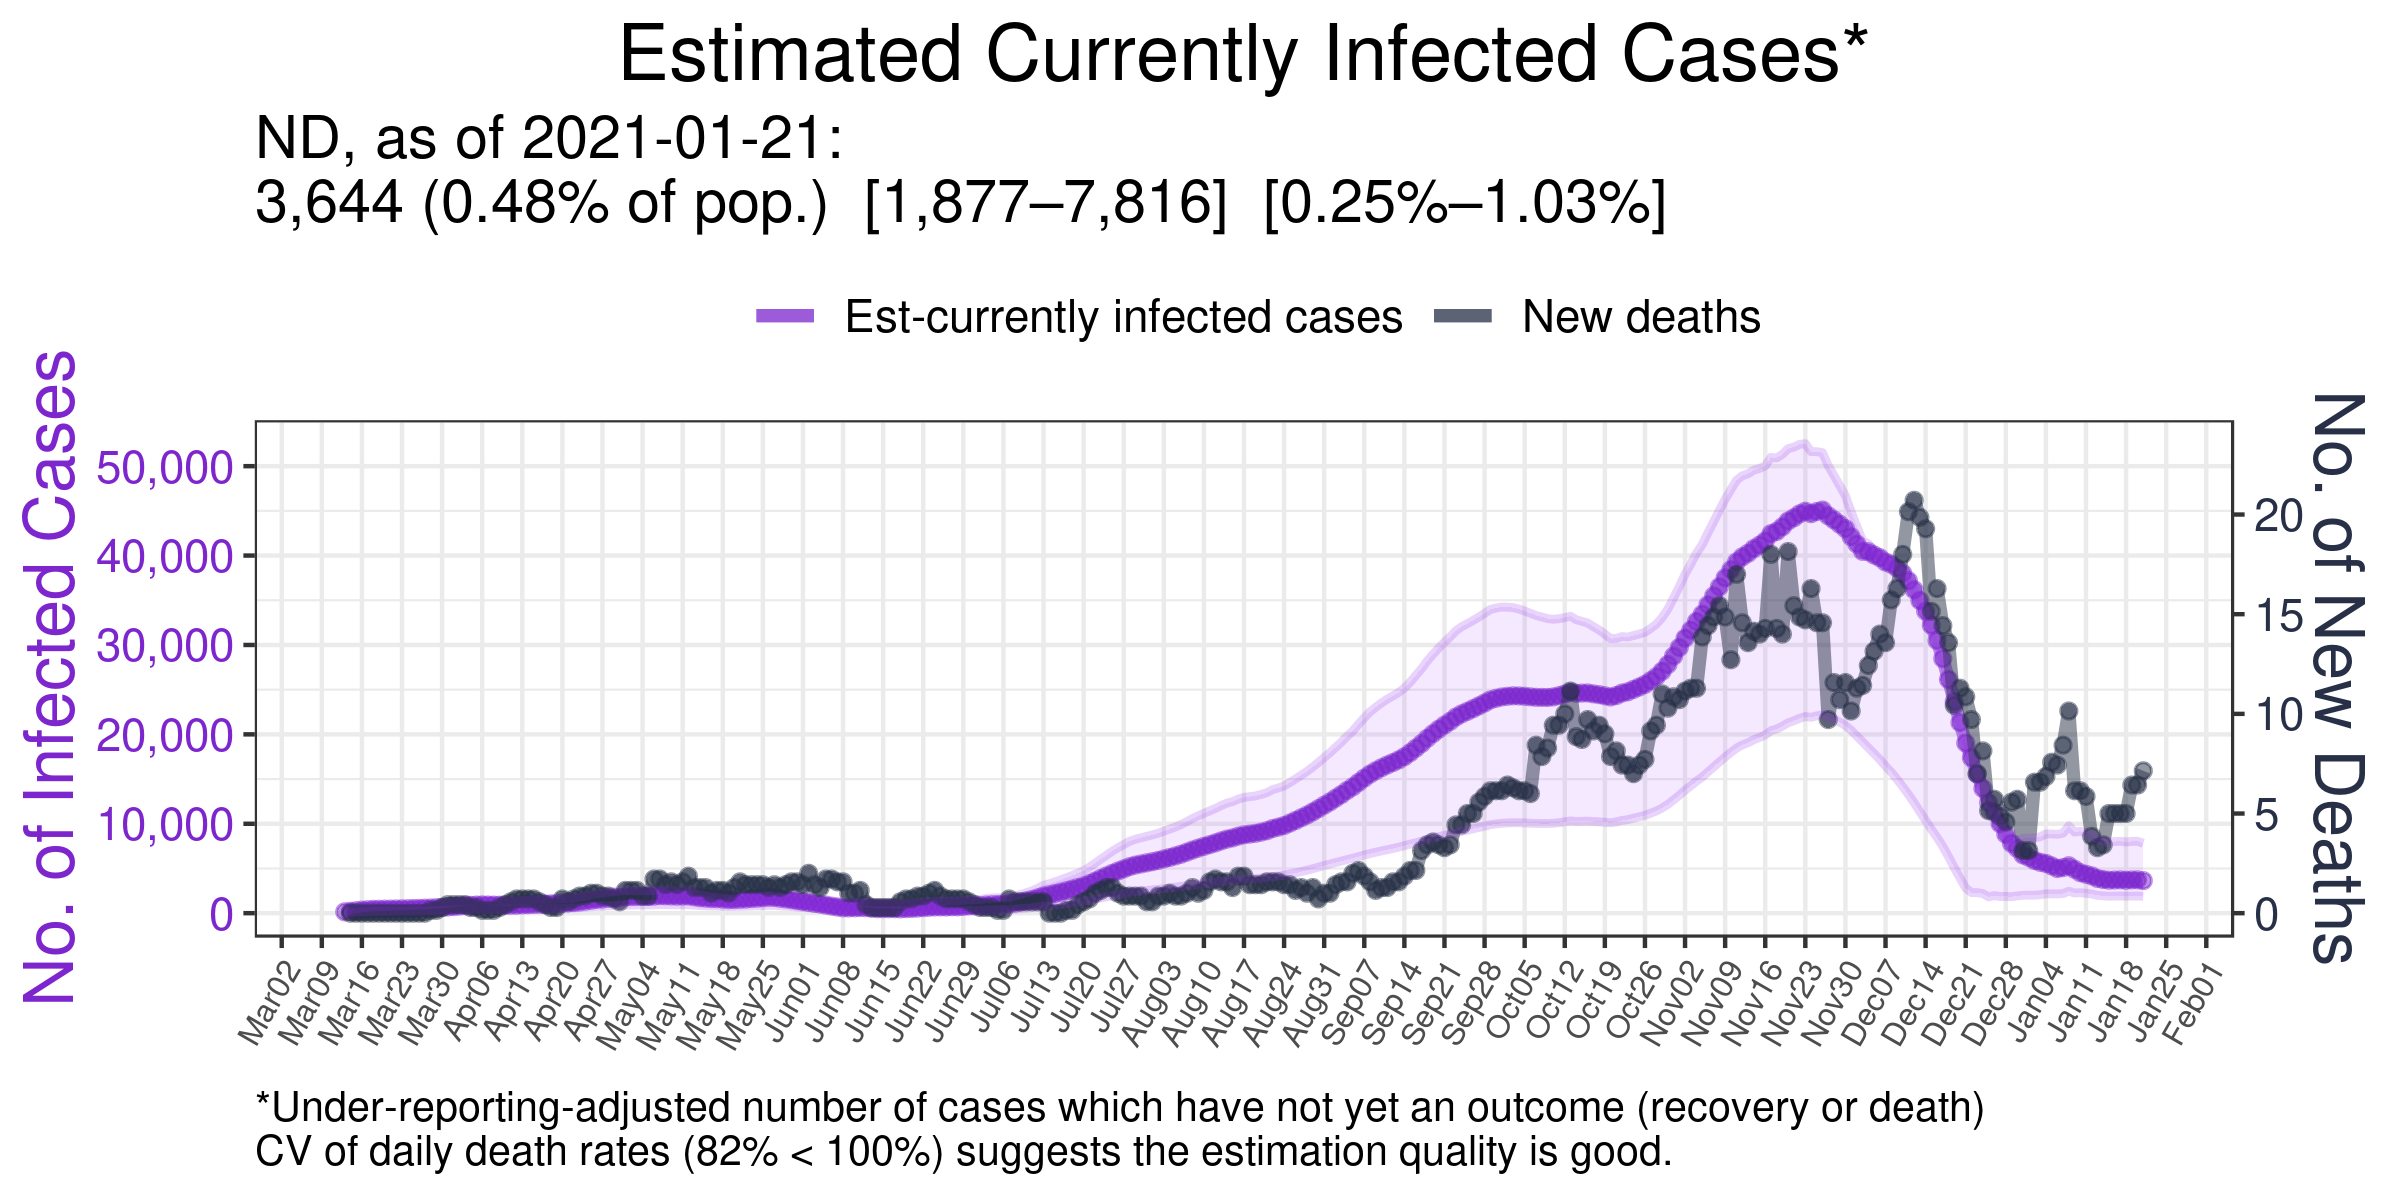 Estimated Currently Infected Cases*
ND, as of 2021-01-21:
3,644 (0.48% of pop.)  [1,877–7,816]  [0.25%–1.03%]
Est-currently infected cases New deaths
No. of Infected Cases
50,000
40,000
30,000
20,000
10,000
0
No. of New Deaths
20
15
10
5
0
Mar02 Mar09 Mar16 Mar23 Mar30 Apr06 Apr13 Apr20 Apr27 May04 May11 May18 May25 Jun01 Jun08 Jun15 Jun22 Jun29 Jul06 Jul13 Jul20 Jul27 Aug03 Aug10 Aug17 Aug24 Aug31 Sep07 Sep14 Sep21 Sep28 Oct05 Oct12 Oct19 Oct26 Nov02 Nov09 Nov16 Nov23 Nov30 Dec07 Dec14 Dec21 Dec28 Jan04 Jan11 Jan18 Jan25 Feb01
*Under-reporting-adjusted number of cases which have not yet an outcome (recovery or death)
CV of daily death rates (82% < 100%) suggests the estimation quality is good.